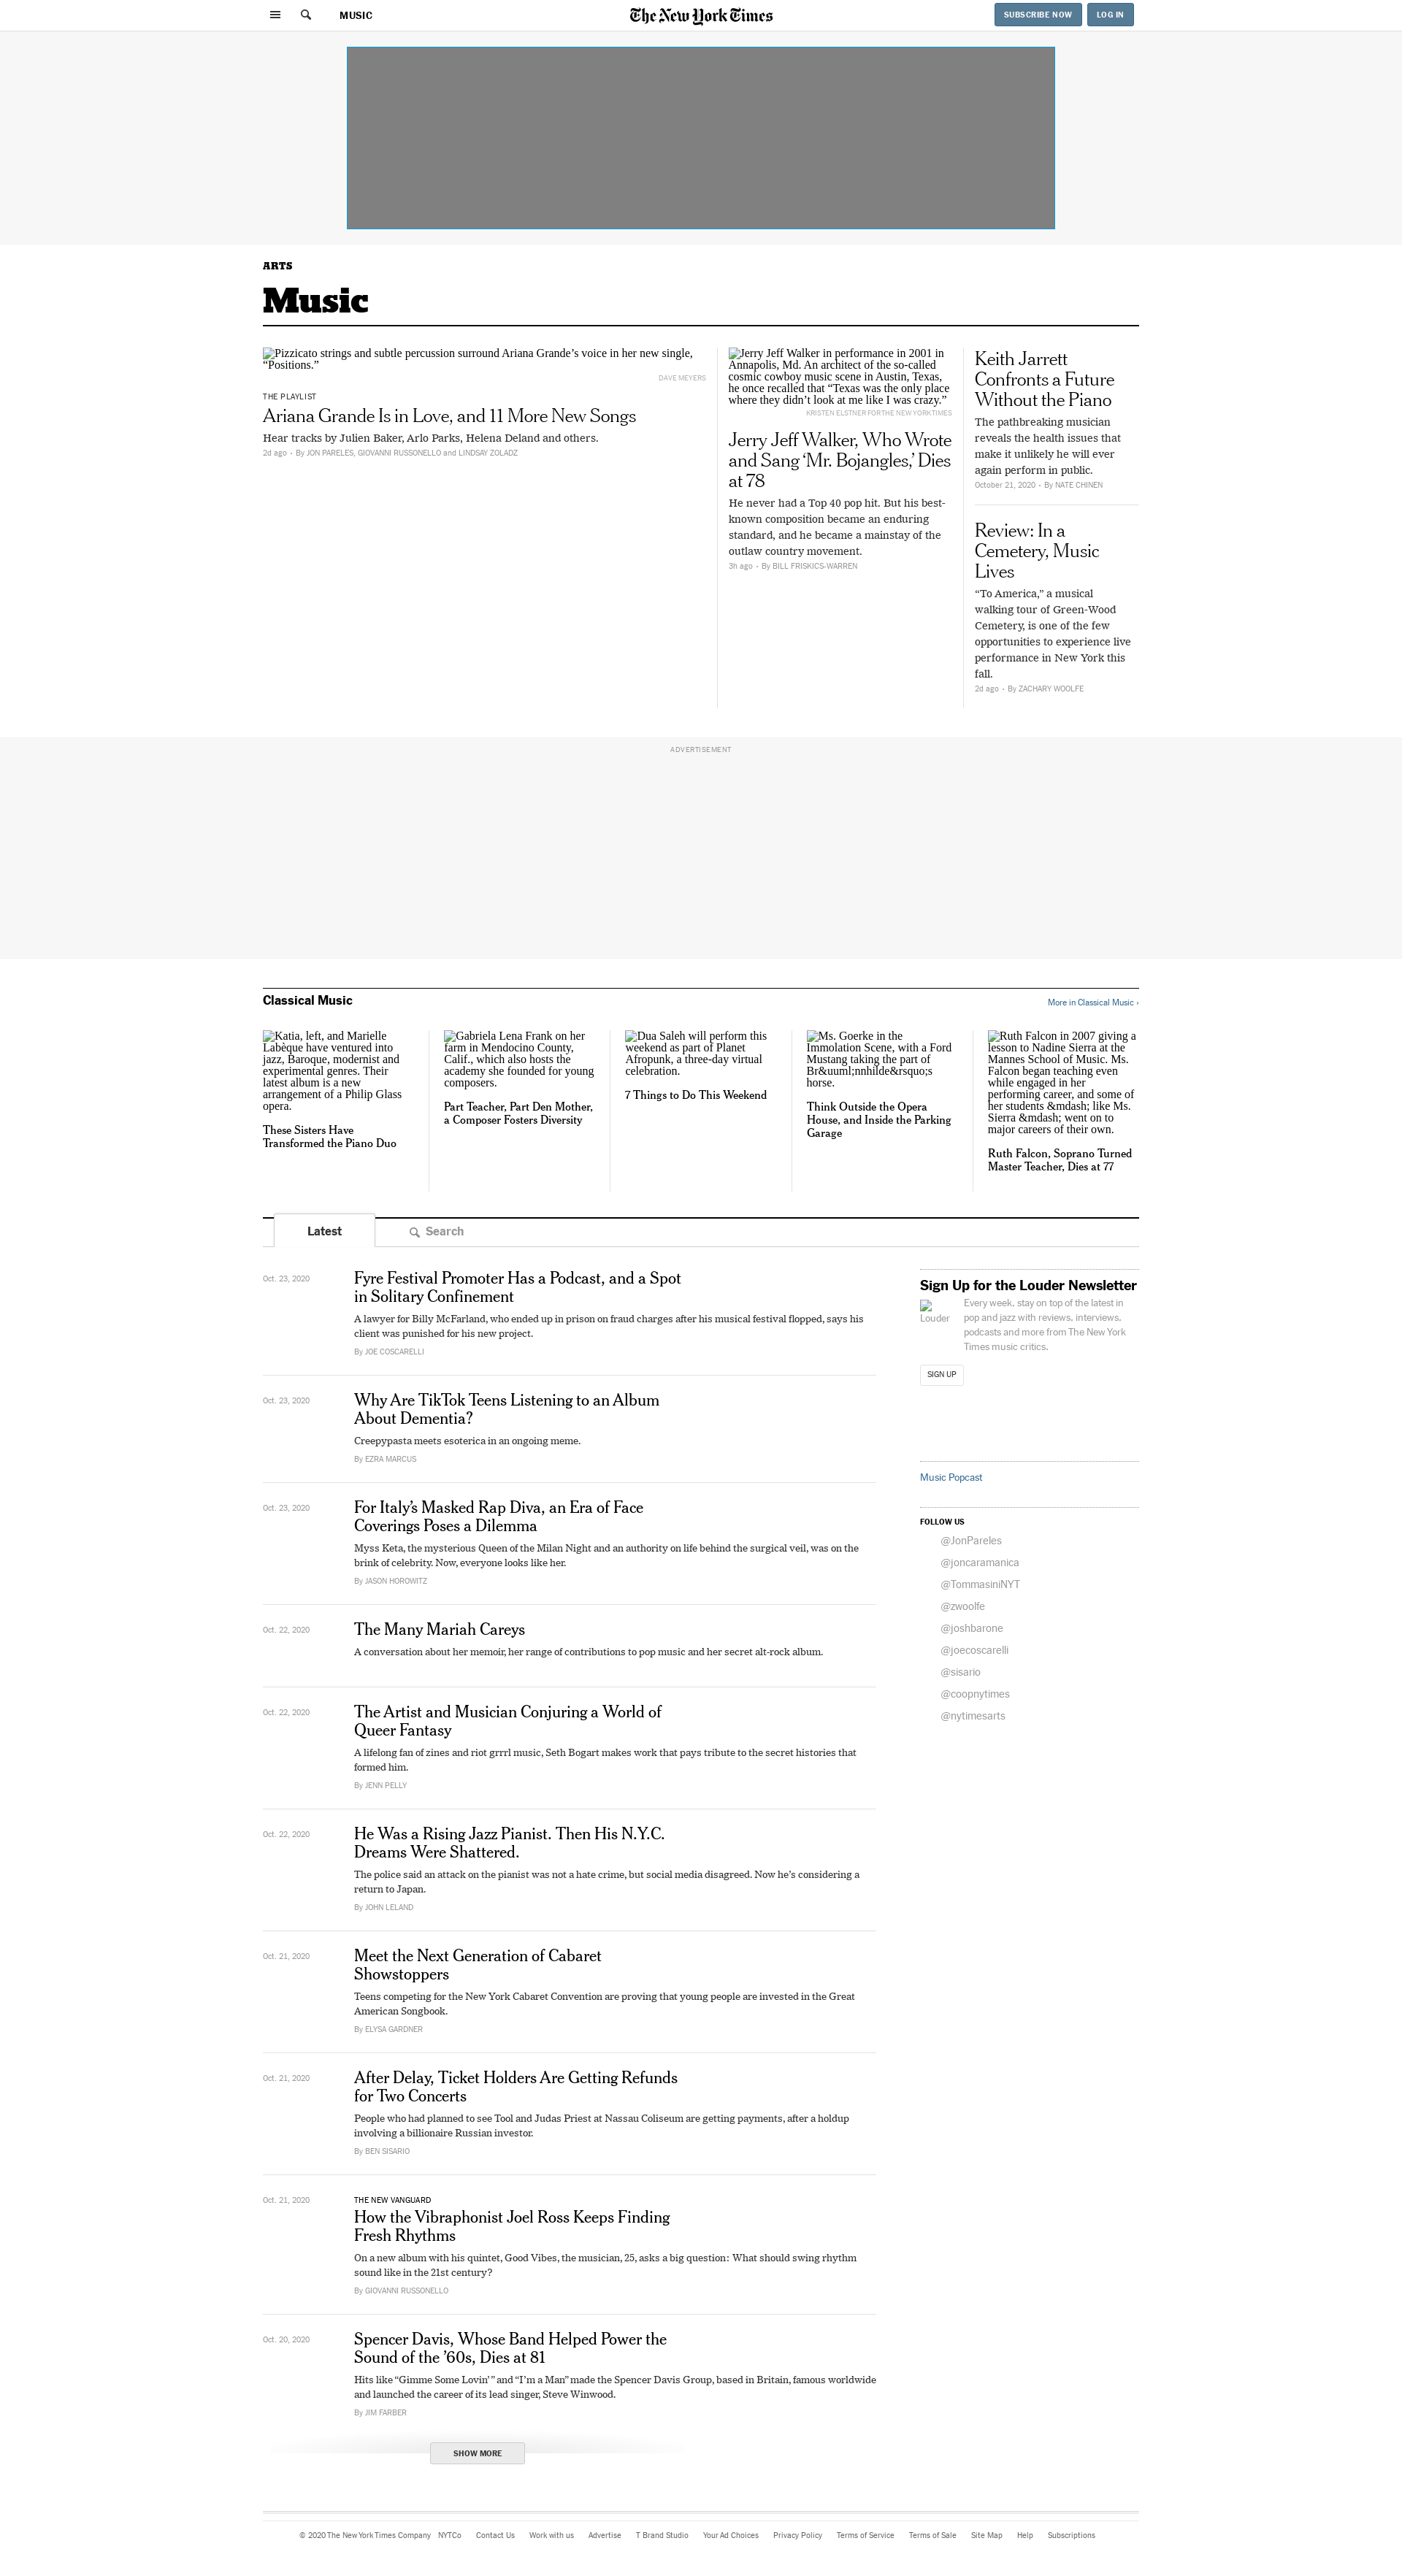 MUSIC
The New York Times
SUBSCRIBE NOW
LOG IN
ARTS
Music
Pizzicato strings and subtle percussion surround Ariana Grande’s voice in her new single,
“Positions.”
DAVE MEYERS
THE PLAYLIST
Ariana Grande Is in Love, and 11 More New Songs
Hear tracks by Julien Baker, Arlo Parks, Helena Deland and others.
2d ago • By JON PARELES, GIOVANNI RUSSONELLO and LINDSAY ZOLADZ
Jerry Jeff Walker in performance in 2001 in
Annapolis, Md. An architect of the so-called
cosmic cowboy music scene in Austin, Texas,
he once recalled that “Texas was the only place
where they didn’t look at me like I was crazy.”
KRISTEN ELSTNER FOR THE NEW YORK TIMES
Jerry Jeff Walker, Who Wrote
and Sang ‘Mr. Bojangles,’ Dies
at 78
He never had a Top 40 pop hit. But his best-
known composition became an enduring
standard, and he became a mainstay of the
outlaw country movement.
3h ago • By BILL FRISKICS-WARREN
Keith Jarrett
Confronts a Future
Without the Piano
The pathbreaking musician
reveals the health issues that
make it unlikely he will ever
again perform in public.
October 21, 2020 • By NATE CHINEN
Review: In a
Cemetery, Music
Lives
“To America,” a musical
walking tour of Green-Wood
Cemetery, is one of the few
opportunities to experience live
performance in New York this
fall.
2d ago • By ZACHARY WOOLFE
ADVERTISEMENT
Classical Music
More in Classical Music ›
Katia, left, and Marielle
Labèque have ventured into
jazz, Baroque, modernist and
experimental genres. Their
latest album is a new
arrangement of a Philip Glass
opera.
These Sisters Have
Transformed the Piano Duo
Gabriela Lena Frank on her
farm in Mendocino County,
Calif., which also hosts the
academy she founded for young
composers.
Part Teacher, Part Den Mother,
a Composer Fosters Diversity
Dua Saleh will perform this
weekend as part of Planet
Afropunk, a three-day virtual
celebration.
7 Things to Do This Weekend
Ms. Goerke in the
Immolation Scene, with a Ford
Mustang taking the part of
Br&uuml;nnhilde&rsquo;s
horse.
Think Outside the Opera
House, and Inside the Parking
Garage
Ruth Falcon in 2007 giving a
lesson to Nadine Sierra at the
Mannes School of Music. Ms.
Falcon began teaching even
while engaged in her
performing career, and some of
her students &mdash; like Ms.
Sierra &mdash; went on to
major careers of their own.
Ruth Falcon, Soprano Turned
Master Teacher, Dies at 77
Latest
Search
Oct. 23, 2020
Fyre Festival Promoter Has a Podcast, and a Spot
in Solitary Confinement
A lawyer for Billy McFarland, who ended up in prison on fraud charges after his musical festival flopped, says his
client was punished for his new project.
By JOE COSCARELLI
Oct. 23, 2020
Why Are TikTok Teens Listening to an Album
About Dementia?
Creepypasta meets esoterica in an ongoing meme.
By EZRA MARCUS
Oct. 23, 2020
For Italy’s Masked Rap Diva, an Era of Face
Coverings Poses a Dilemma
Myss Keta, the mysterious Queen of the Milan Night and an authority on life behind the surgical veil, was on the
brink of celebrity. Now, everyone looks like her.
By JASON HOROWITZ
Oct. 22, 2020
The Many Mariah Careys
A conversation about her memoir, her range of contributions to pop music and her secret alt-rock album.
Oct. 22, 2020
The Artist and Musician Conjuring a World of
Queer Fantasy
A lifelong fan of zines and riot grrrl music, Seth Bogart makes work that pays tribute to the secret histories that
formed him.
By JENN PELLY
Oct. 22, 2020
He Was a Rising Jazz Pianist. Then His N.Y.C.
Dreams Were Shattered.
The police said an attack on the pianist was not a hate crime, but social media disagreed. Now he’s considering a
return to Japan.
By JOHN LELAND
Oct. 21, 2020
Meet the Next Generation of Cabaret
Showstoppers
Teens competing for the New York Cabaret Convention are proving that young people are invested in the Great
American Songbook.
By ELYSA GARDNER
Oct. 21, 2020
After Delay, Ticket Holders Are Getting Refunds
for Two Concerts
People who had planned to see Tool and Judas Priest at Nassau Coliseum are getting payments, after a holdup
involving a billionaire Russian investor.
By BEN SISARIO
Oct. 21, 2020
THE NEW VANGUARD
How the Vibraphonist Joel Ross Keeps Finding
Fresh Rhythms
On a new album with his quintet, Good Vibes, the musician, 25, asks a big question: What should swing rhythm
sound like in the 21st century?
By GIOVANNI RUSSONELLO
Oct. 20, 2020
Spencer Davis, Whose Band Helped Power the
Sound of the ’60s, Dies at 81
Hits like “Gimme Some Lovin’ ” and “I’m a Man” made the Spencer Davis Group, based in Britain, famous worldwide
and launched the career of its lead singer, Steve Winwood.
By JIM FARBER
SHOW MORE
Sign Up for the Louder Newsletter
Louder
Every week, stay on top of the latest in
pop and jazz with reviews, interviews,
podcasts and more from The New York
Times music critics.
SIGN UP
Music Popcast
FOLLOW US
@JonPareles
@joncaramanica
@TommasiniNYT
@zwoolfe
@joshbarone
@joecoscarelli
@sisario
@coopnytimes
@nytimesarts
© 2020 The New York Times Company NYTCo Contact Us Work with us Advertise T Brand Studio Your Ad Choices Privacy Policy Terms of Service Terms of Sale Site Map Help Subscriptions